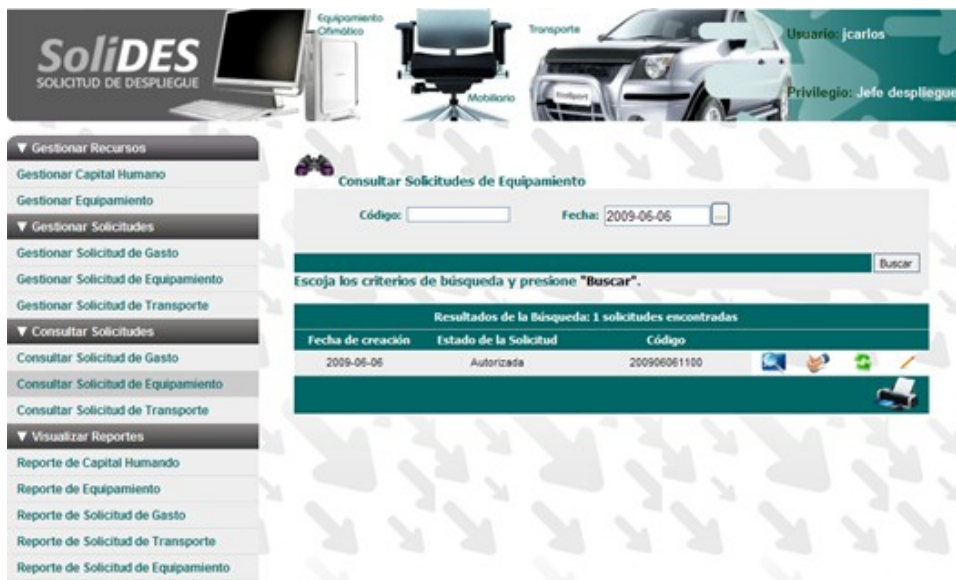 SoliDES
SOLICITUD DE DESPLIEGUE
Equipamiento
Ofimático
Mobiliario
Transporte
Usuario: jcarlos
Privilegio: Jefe despliegue
▼ Gestionar Recursos
Gestionar Capital Humano
Gestionar Equipamiento
▼ Gestionar Solicitudes
Gestionar Solicitud de Gasto
Gestionar Solicitud de Equipamiento
Gestionar Solicitud de Transporte
▼ Consultar Solicitudes
Consultar Solicitud de Gasto
Consultar Solicitud de Equipamiento
Consultar Solicitud de Transporte
▼ Visualizar Reportes
Reporte de Capital Humando
Reporte de Equipamiento
Reporte de Solicitud de Gasto
Reporte de Solicitud de Transporte
Reporte de Solicitud de Equipamiento
Consultar Solicitudes de Equipamiento
Código: Fecha: 2009-06-06 ...
Buscar
Escoja los criterios de búsqueda y presione "Buscar".
Resultados de la Búsqueda: 1 solicitudes encontradas
Fecha de creación Estado de la Solicitud Código
2009-06-06 Autorizada 200906061100